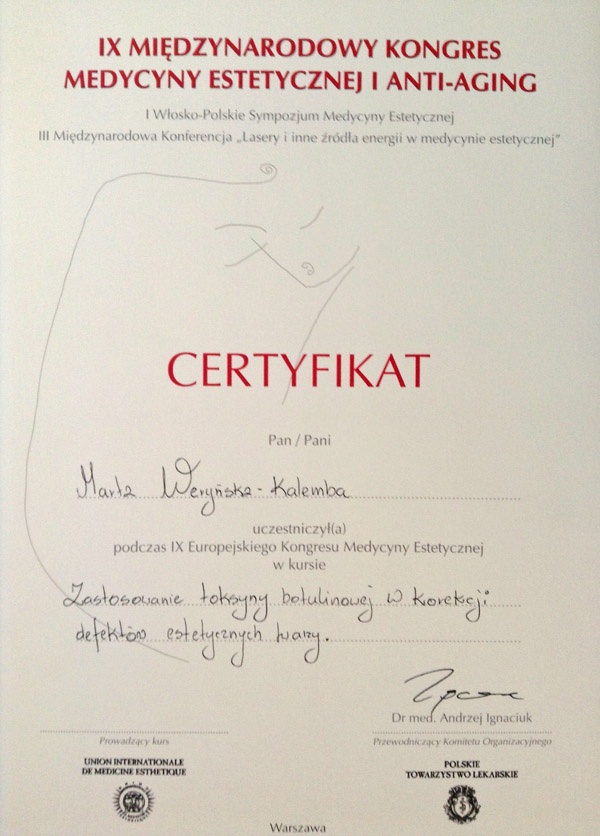 IX MIĘDZYNARODOWY KONGRES
MEDYCYNY ESTETYCZNEJ I ANTI-AGING
I Włosko-Polskie Sympozjum Medycyny Estetycznej
III Międzynarodowa Konferencja „Lasery i inne źródła energii w medycynie estetycznej"
CERTYFIKAT
Pan / Pani
Marta Weryńska-Kalemba
uczestniczył(a)
podczas IX Europejskiego Kongresu Medycyny Estetycznej
w kursie
Zastosowanie toksyny botulinowej w korekcji
defektów estetycznych twarzy.
Dr med. Andrzej Ignaciuk
Prowadzący kurs
Przewodniczący Komitetu Organizacyjnego
UNION INTERNATIONALE
DE MEDICINE ESTHETIQUE
POLSKIE
TOWARZYSTWO LEKARSKIE
Warszawa